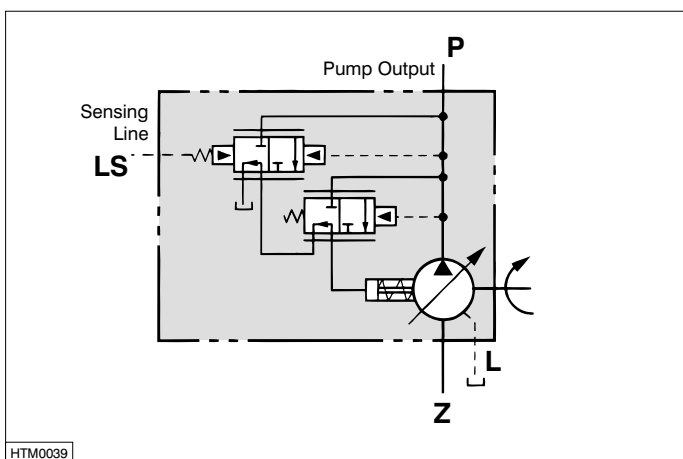 P
Pump Output
Sensing
Line
LS
L
Z
HTM0039